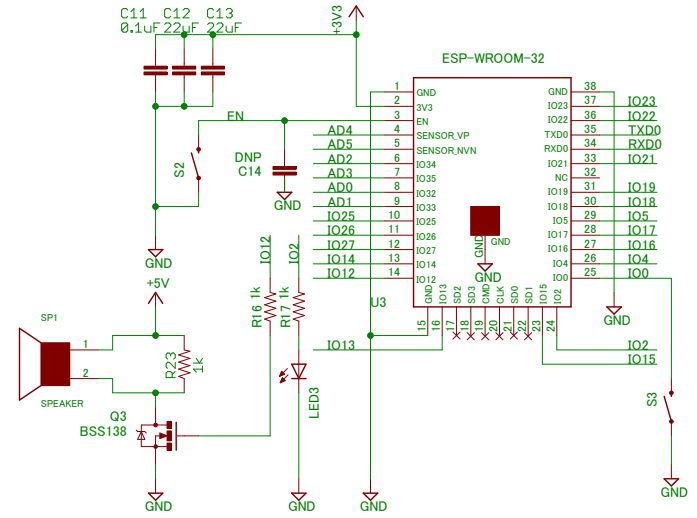 C11 C12 C13
0.1uF 22uF 22uF
+3V3
ESP-WROOM-32
1 GND
2 3V3
3 EN
4 SENSOR_VP
5 SENSOR_NVN
6 IO34
7 IO35
8 IO32
9 IO33
10 IO25
11 IO26
12 IO27
13 IO14
14 IO12
GND 38
IO23 37
IO22 36
TXD0 35
RXD0 34
IO21 33
NC 32
IO19 31
IO18 30
IO5 29
IO17 28
IO16 27
IO4 26
IO0 25
EN
AD4
AD5
AD2
AD3
AD0
AD1
IO25
IO26
IO27
IO14
IO12
IO23
IO22
TXD0
RXD0
IO21
IO19
IO18
IO5
IO17
IO16
IO4
IO0
S2
DNP
C14
GND
GND
GND
GND
GND
IO12
IO2
U3
GND
IO13
SD2
SD3
CMD
CLK
SD0
SD1
IO15
IO2
15
16
17
18
19
20
21
22
23
24
GND
+5V
R16 1k
R17 1k
IO13
IO2
IO15
SP1
1
2
SPEAKER
R23
1k
LED3
S3
Q3
BSS138
GND
GND
GND
GND